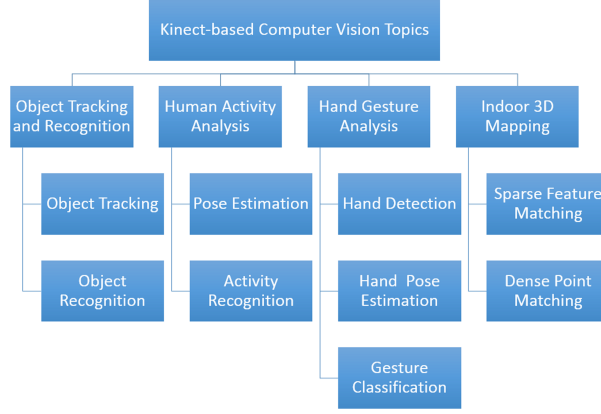 Kinect-based Computer Vision Topics
Object Tracking
and Recognition
Human Activity
Analysis
Hand Gesture
Analysis
Indoor 3D
Mapping
Object Tracking
Pose Estimation
Hand Detection
Sparse Feature
Matching
Object
Recognition
Activity
Recognition
Hand Pose
Estimation
Dense Point
Matching
Gesture
Classification